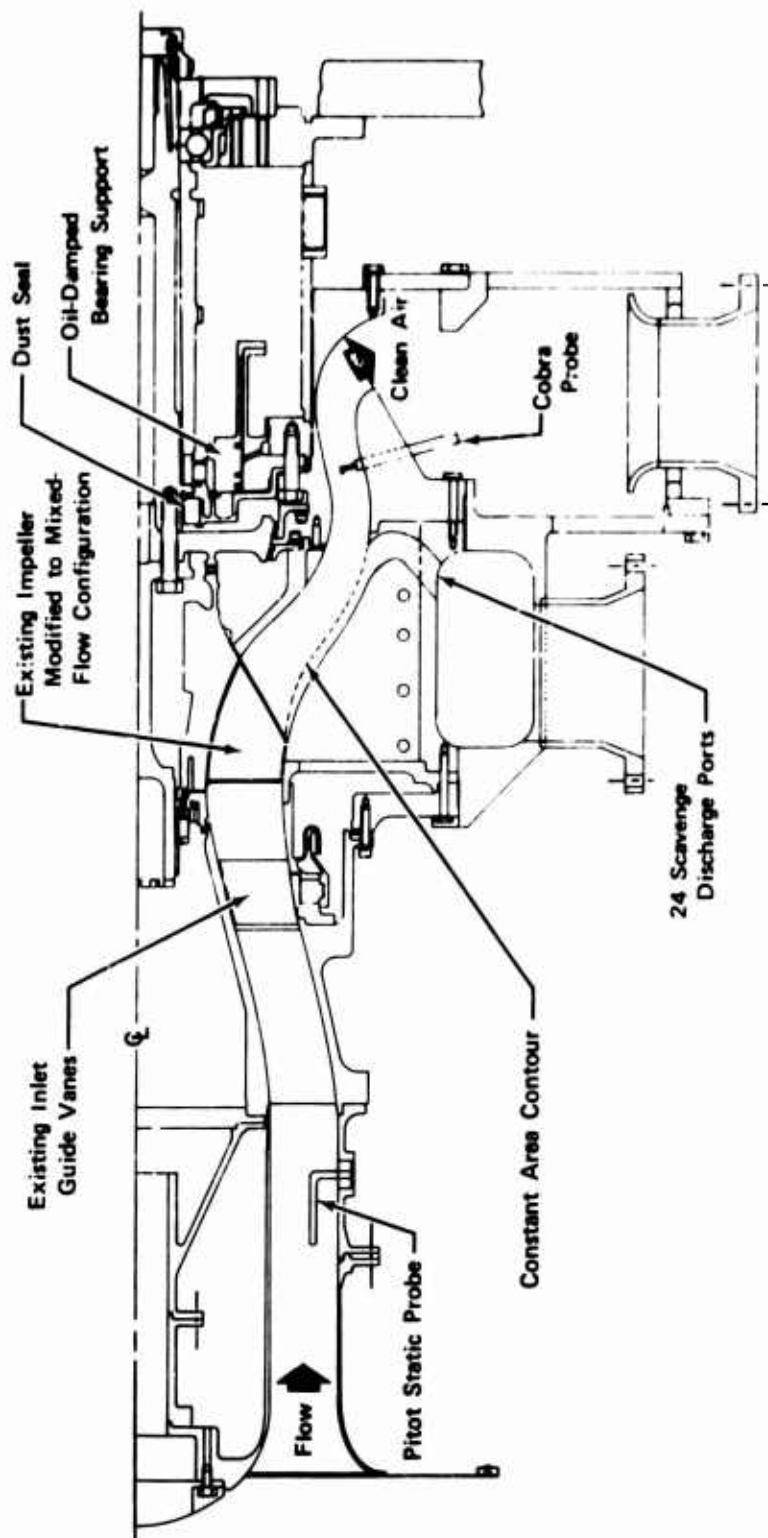 Existing Inlet
Guide Vanes
℄
Existing Impeller
Modified to Mixed-
Flow Configuration
Dust Seal
Oil-Damped
Bearing Support
Flow
Pitot Static Probe
Constant Area Contour
24 Scavenge
Discharge Ports
Clean Air
Cobra
Probe